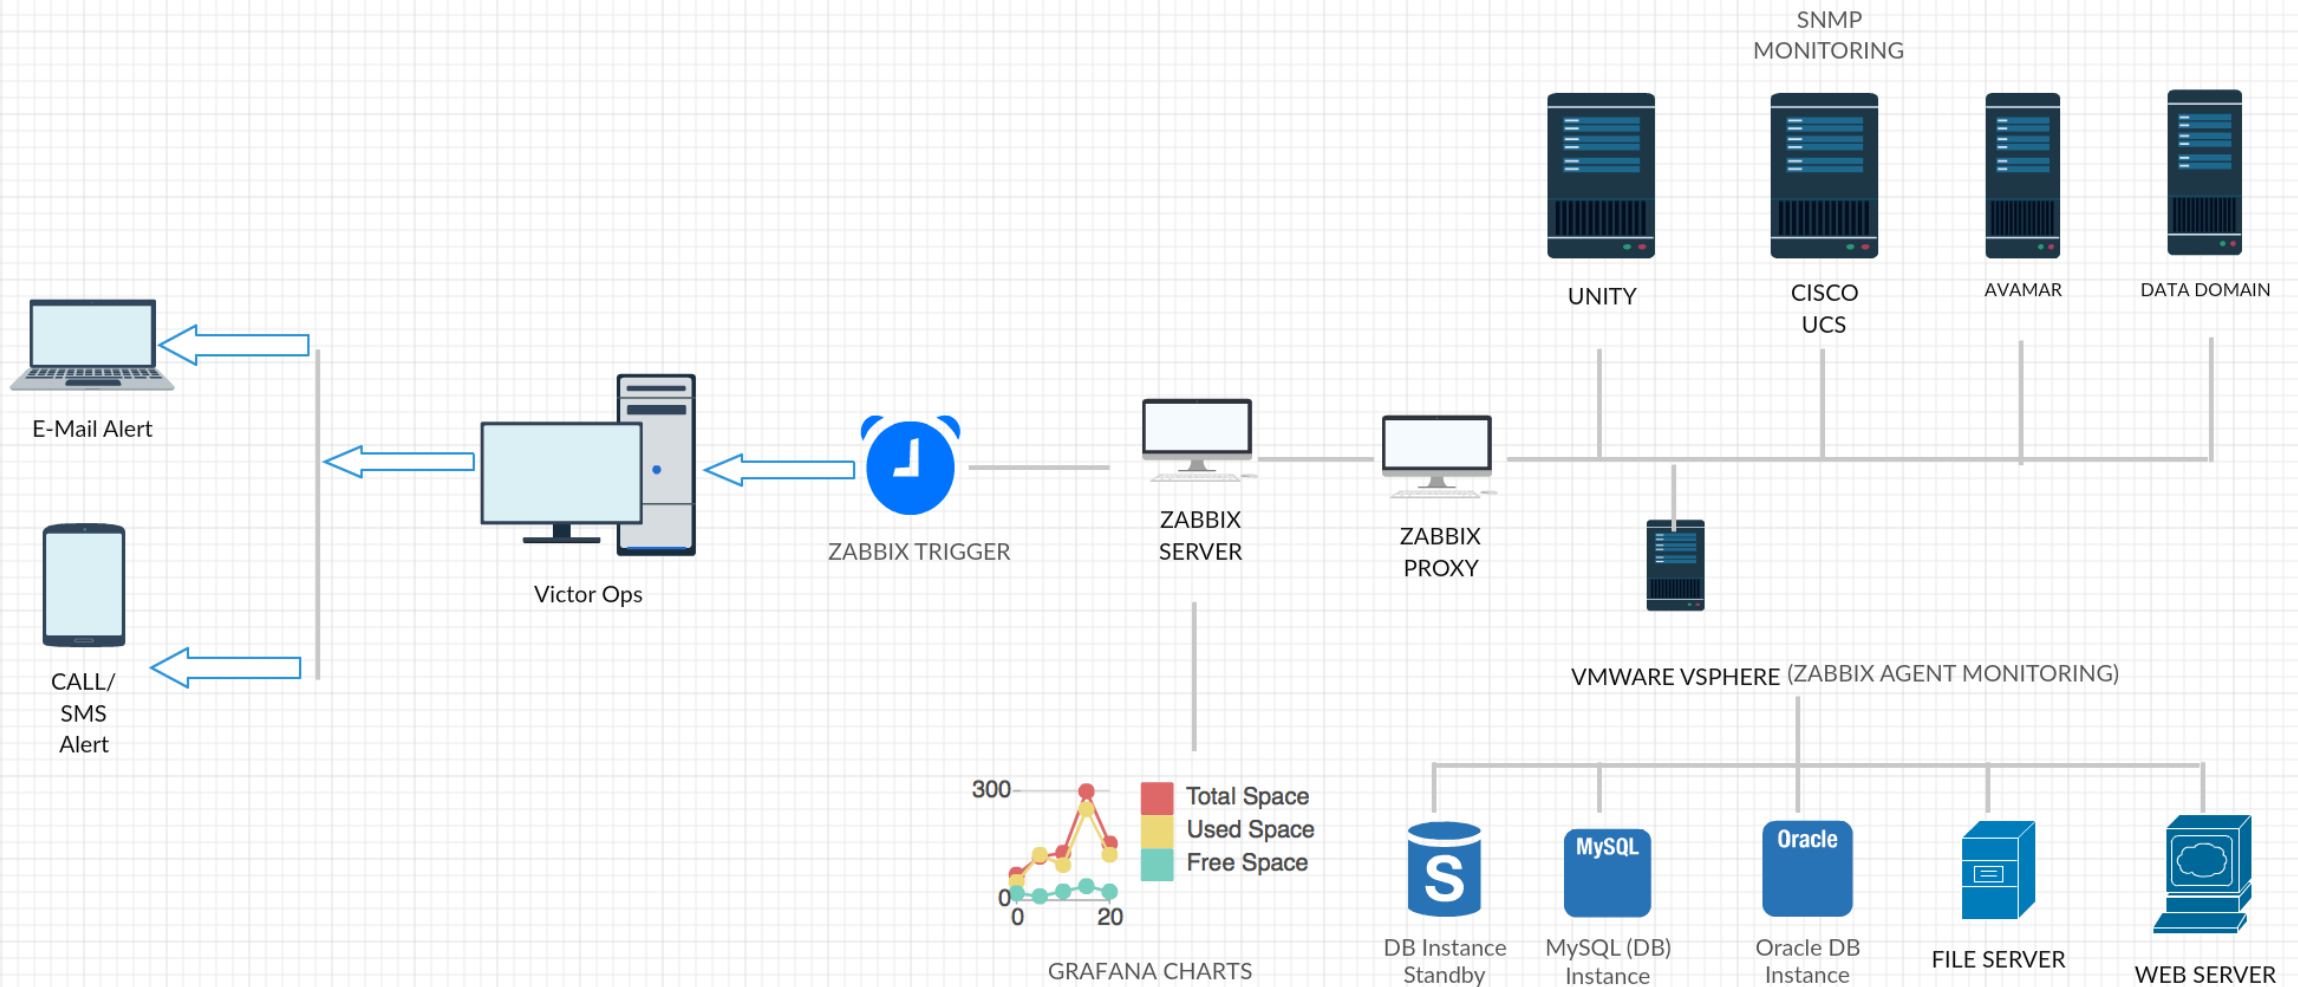 SNMP
MONITORING
UNITY
CISCO
UCS
AVAMAR
DATA DOMAIN
E-Mail Alert
CALL/
SMS
Alert
Victor Ops
ZABBIX TRIGGER
ZABBIX
SERVER
ZABBIX
PROXY
VMWARE VSPHERE (ZABBIX AGENT MONITORING)
300
0
0
20
Total Space
Used Space
Free Space
GRAFANA CHARTS
S
DB Instance
Standby
MySQL
MySQL (DB)
Instance
Oracle
Oracle DB
Instance
FILE SERVER
WEB SERVER